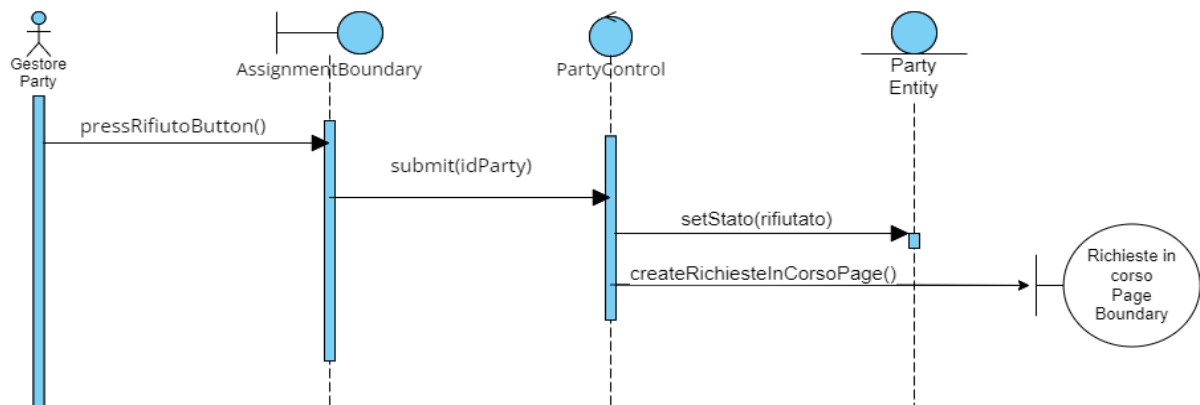 Gestore
Party
AssignmentBoundary
PartyControl
Party
Entity
pressRifiutoButton()
submit(idParty)
setStato(rifiutato)
createRichiesteInCorsoPage()
Richieste in
corso
Page
Boundary